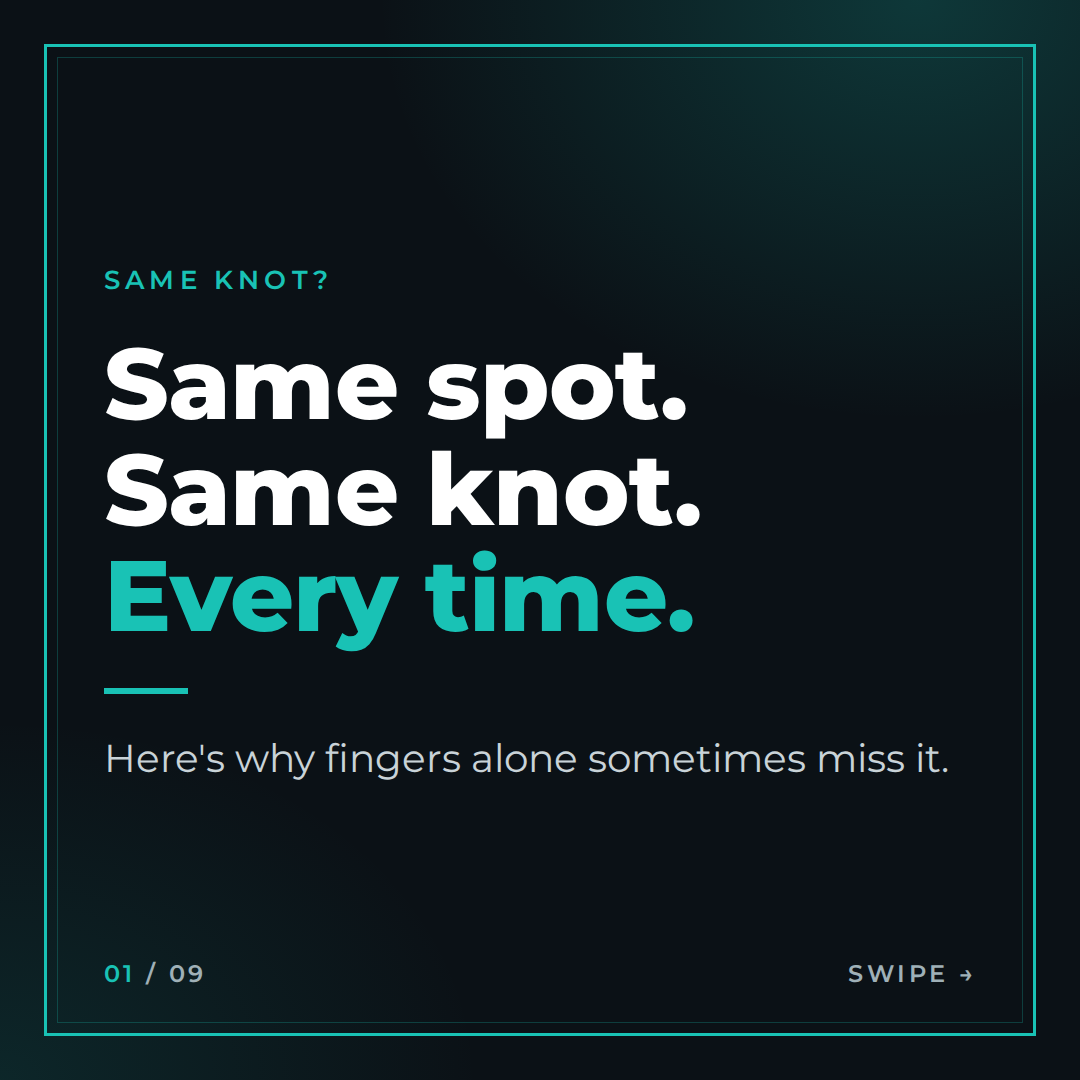 SAME KNOT?
Same spot.
Same knot.
Every time.
Here's why fingers alone sometimes miss it.
01 / 09
SWIPE →